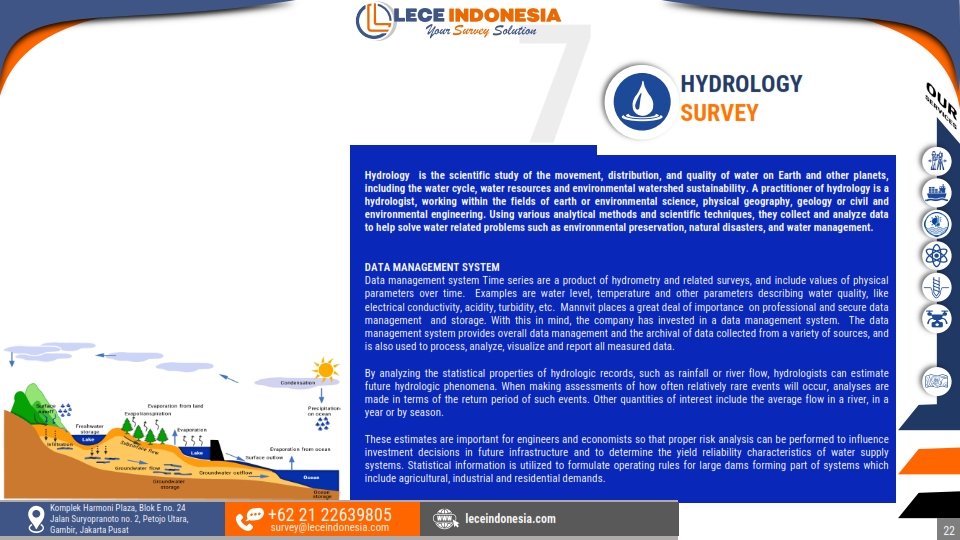 LECE INDONESIA
Your Survey Solution
7
HYDROLOGY
SURVEY
OUR
SERVICES
Hydrology is the scientific study of the movement, distribution, and quality of water on Earth and other planets,
including the water cycle, water resources and environmental watershed sustainability. A practitioner of hydrology is a
hydrologist, working within the fields of earth or environmental science, physical geography, geology or civil and
environmental engineering. Using various analytical methods and scientific techniques, they collect and analyze data
to help solve water related problems such as environmental preservation, natural disasters, and water management.
DATA MANAGEMENT SYSTEM
Data management system Time series are a product of hydrometry and related surveys, and include values of physical
parameters over time. Examples are water level, temperature and other parameters describing water quality, like
electrical conductivity, acidity, turbidity, etc. Mannvit places a great deal of importance on professional and secure data
management and storage. With this in mind, the company has invested in a data management system. The data
management system provides overall data management and the archival of data collected from a variety of sources, and
is also used to process, analyze, visualize and report all measured data.
By analyzing the statistical properties of hydrologic records, such as rainfall or river flow, hydrologists can estimate
future hydrologic phenomena. When making assessments of how often relatively rare events will occur, analyses are
made in terms of the return period of such events. Other quantities of interest include the average flow in a river, in a
year or by season.
These estimates are important for engineers and economists so that proper risk analysis can be performed to influence
investment decisions in future infrastructure and to determine the yield reliability characteristics of water supply
systems. Statistical information is utilized to formulate operating rules for large dams forming part of systems which
include agricultural, industrial and residential demands.
Condensation
Precipitation
on ocean
Surface
runoff
Evaporation from land
Evapotranspiration
Freshwater
storage
Evaporation
Lake
Infiltration
Subsurface flow
Lake
Evaporation from ocean
Surface outflow
Groundwater flow
Groundwater outflow
Groundwater
storage
Ocean
Ocean
storage
Komplek Harmoni Plaza, Blok E no. 24
Jalan Suryopranoto no. 2, Petojo Utara,
Gambir, Jakarta Pusat
+62 21 22639805
survey@leceindonesia.com
leceindonesia.com
22